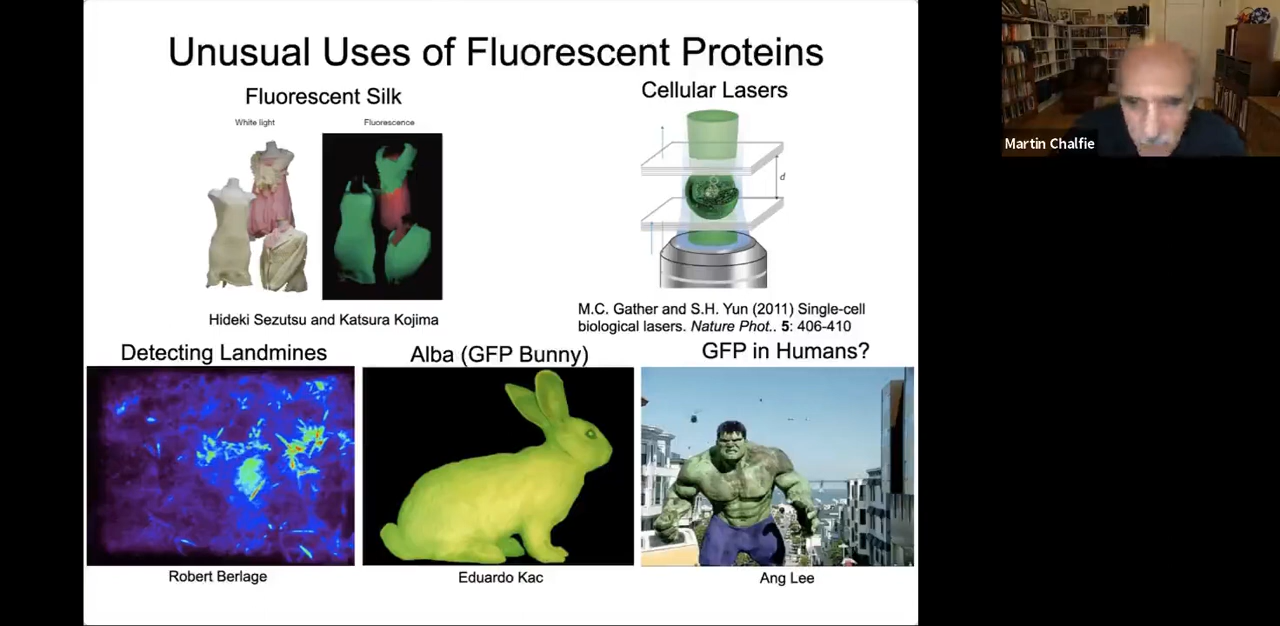 Unusual Uses of Fluorescent Proteins
Fluorescent Silk
White light
Fluorescence
Hideki Sezutsu and Katsura Kojima
Cellular Lasers
d
M.C. Gather and S.H. Yun (2011) Single-cell
biological lasers. Nature Phot.. 5: 406-410
Detecting Landmines
Robert Berlage
Alba (GFP Bunny)
Eduardo Kac
GFP in Humans?
Ang Lee
Martin Chalfie